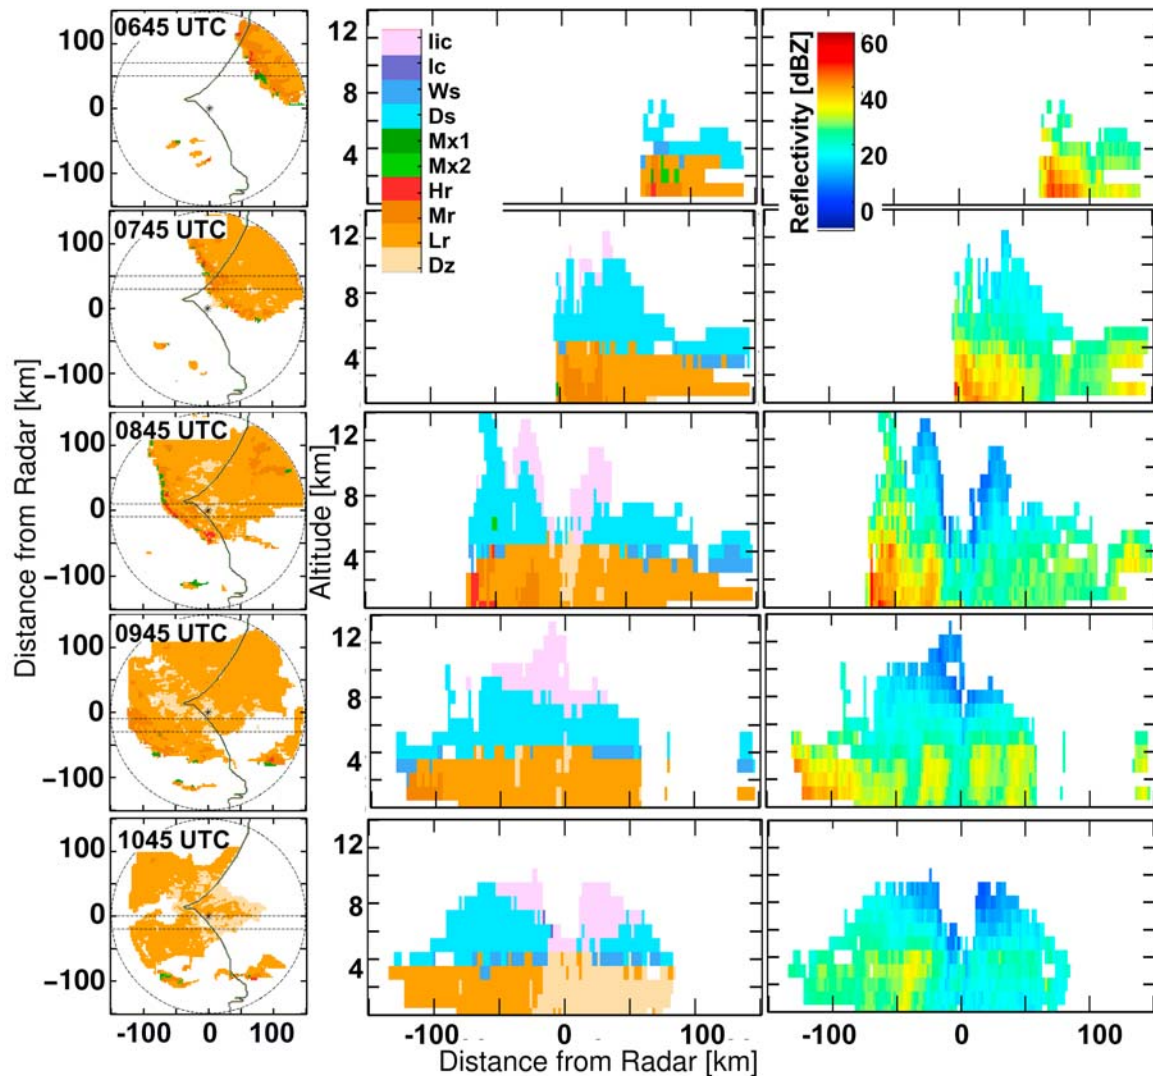 0645 UTC
100
0
-100
0745 UTC
100
0
-100
0845 UTC
100
0
-100
0945 UTC
100
0
-100
1045 UTC
100
0
-100
-100 0 100
Distance from Radar [km]
12
8
4
Iic
Ic
Ws
Ds
Mx1
Mx2
Hr
Mr
Lr
Dz
12
8
4
12
8
4
12
8
4
12
8
4
Altitude [km]
-100 0 100
Reflectivity [dBZ]
60
40
20
0
-100 0 100
Distance from Radar [km]